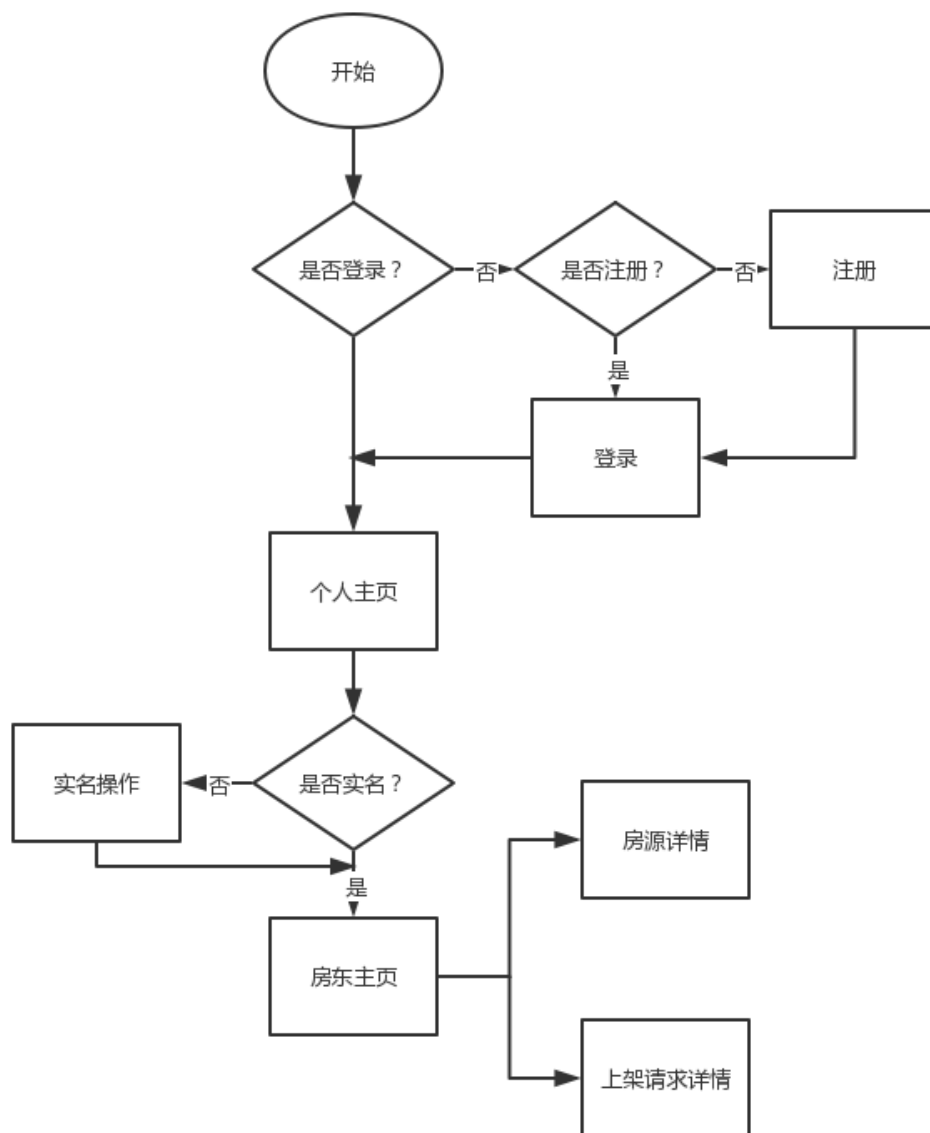 开始
是否登录？
否
是否注册？
否
注册
是
登录
个人主页
实名操作
否
是否实名？
是
房源详情
房东主页
上架请求详情